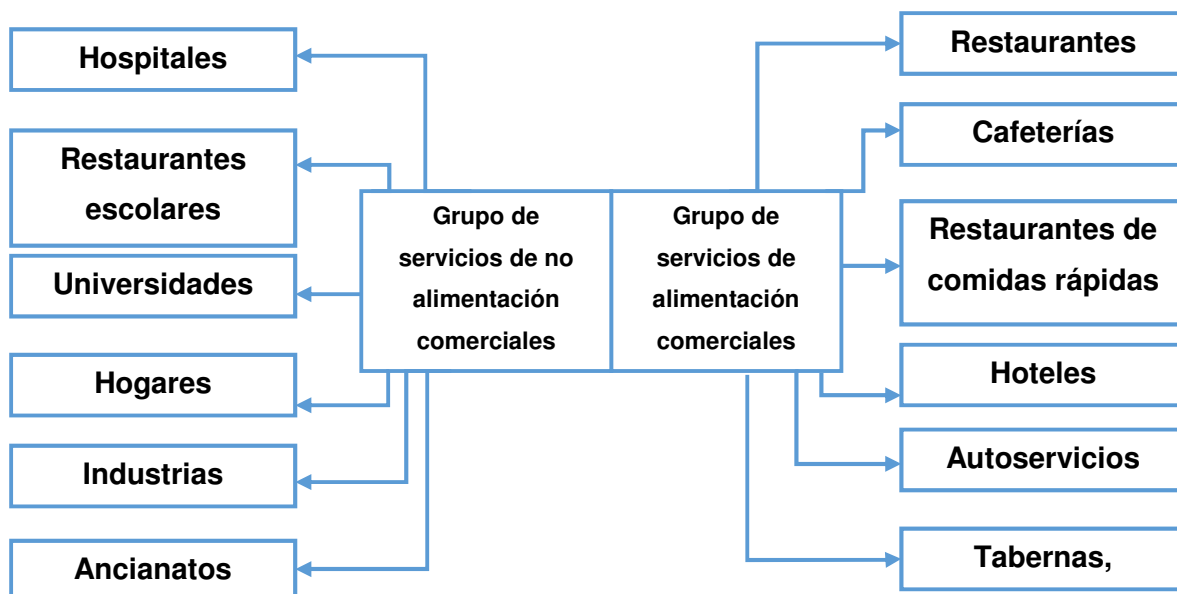 Hospitales
Restaurantes
escolares
Universidades
Hogares
Industrias
Ancianatos
Grupo de
servicios de no
alimentación
comerciales
Grupo de
servicios de
alimentación
comerciales
Restaurantes
Cafeterías
Restaurantes de
comidas rápidas
Hoteles
Autoservicios
Tabernas,